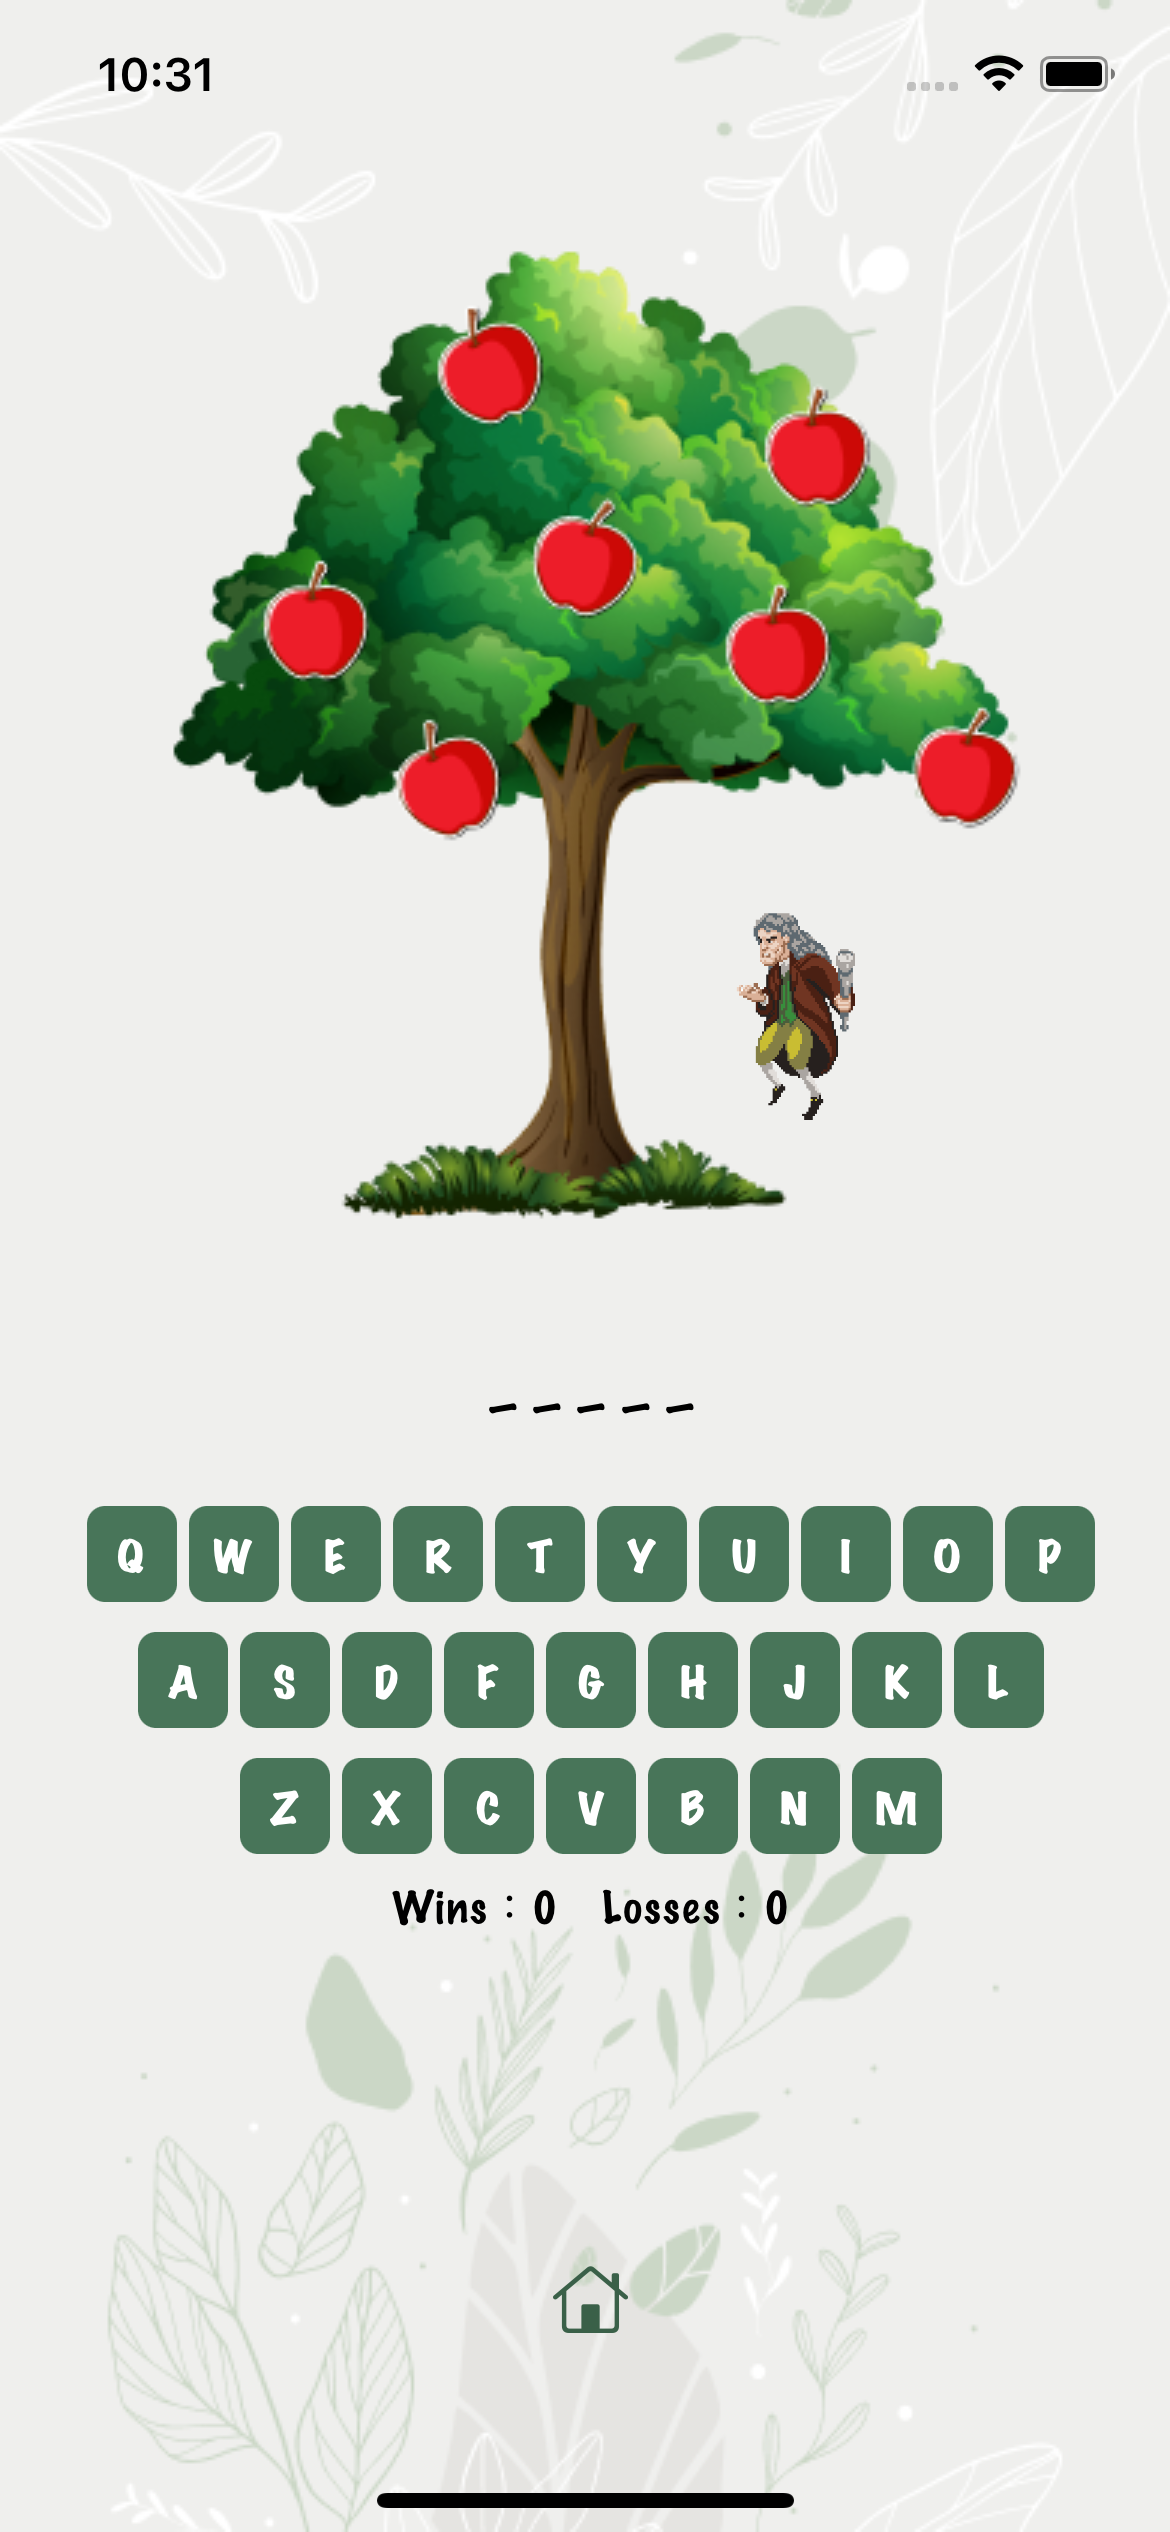 10:31
_ _ _ _ _
Q W E R T Y U I O P
A S D F G H J K L
Z X C V B N M
Wins : 0 Losses : 0